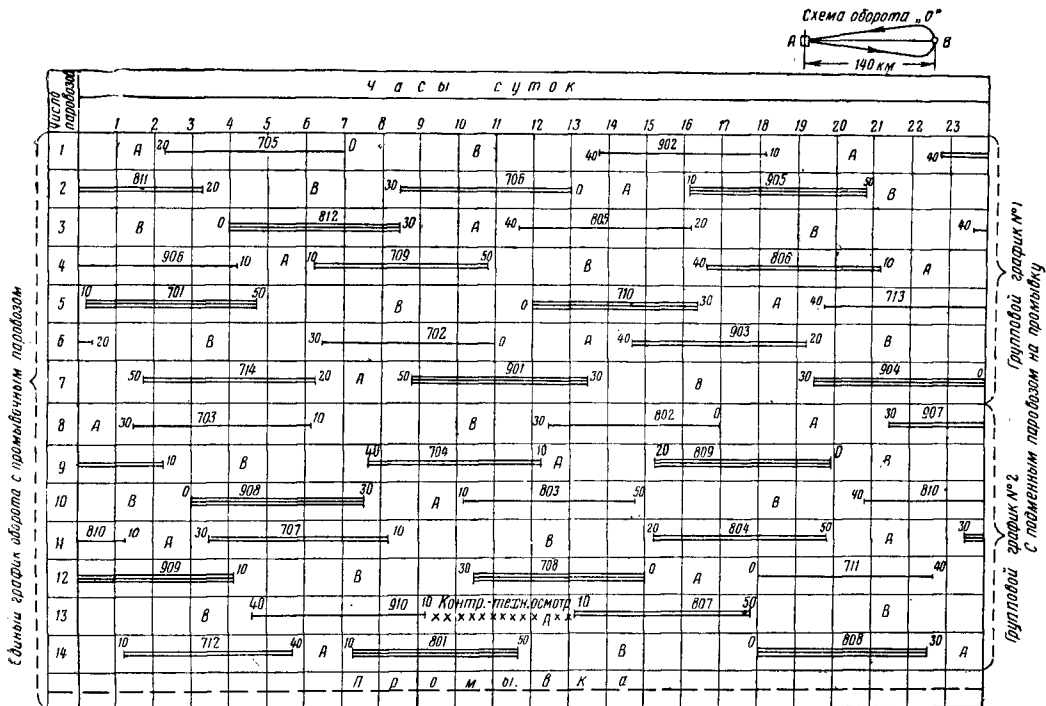 Схема оборота „О"
А В
140 км
Число паровозов
Часы суток
1 2 3 4 5 6 7 8 9 10 11 12 13 14 15 16 17 18 19 20 21 22 23
1 А 20 705 0 В 40 902 10 А 40
2 811 20 В 30 706 0 А 10 905 50 В
3 В 0 812 30 А 40 805 20 В 40
4 906 10 А 10 709 50 В 40 806 10 А
5 701 50 В 0 710 30 А 40 713
6 20 В 702 0 А 40 903 20 В
7 50 714 20 А 50 901 30 В 30 904 0
8 А 30 703 10 В 30 802 0 А 30 907
9 10 В 40 704 10 А 20 809 0 В
10 В 0 908 30 А 10 803 50 В 40 810
11 810 10 А 30 707 10 В 20 804 50 А 30
12 909 10 В 30 708 0 А 0 711 40
13 В 40 910 10 Контр.-техн. осмотр А 10 807 50 В
14 10 712 40 А 10 801 50 В 0 808 30 А
Промывка
Единый график оборота с промывочным паровозом
Групповой график №1
Групповой график №2
С подменным паровозом на промывку